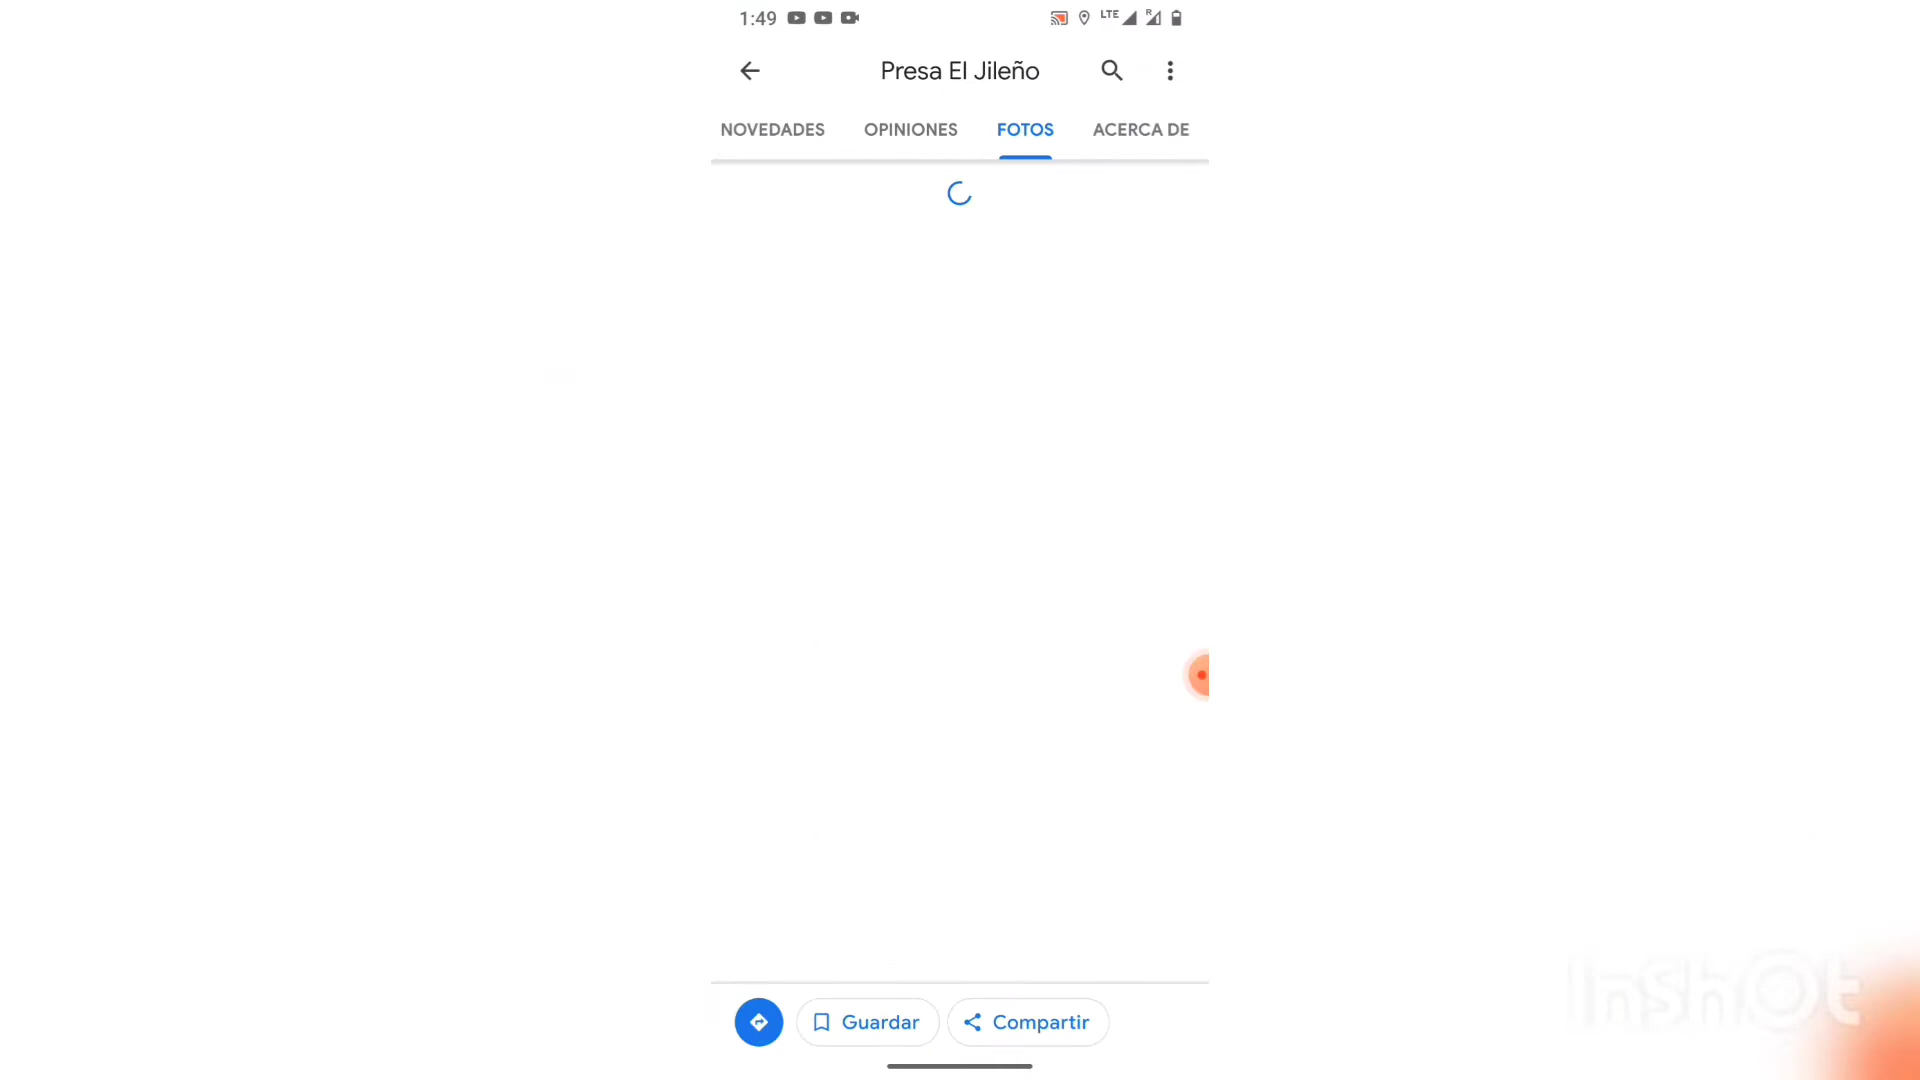 1:49 LTE R
Presa El Jileño
NOVEDADES OPINIONES FOTOS ACERCA DE
Guardar Compartir
InShOt